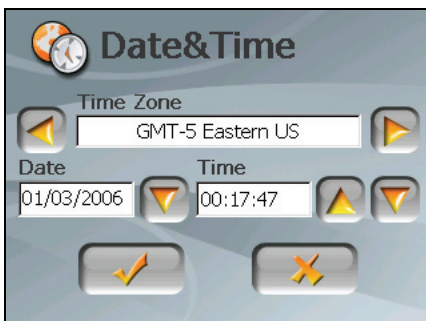 Date&Time
Time Zone
GMT-5 Eastern US
Date Time
01/03/2006 00:17:47